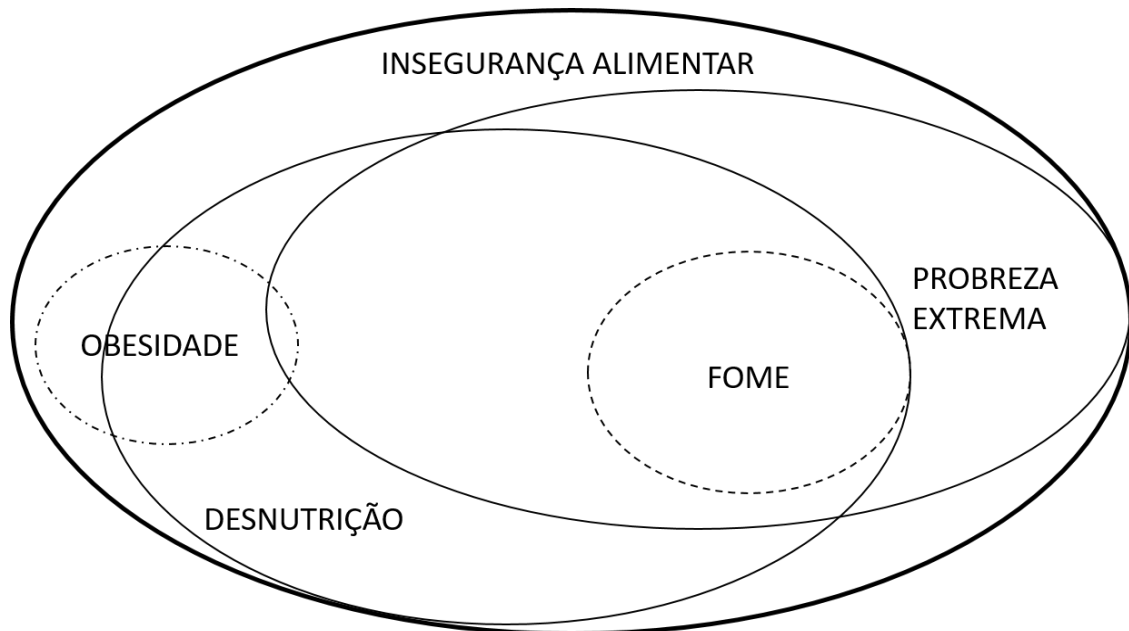 INSEGURANÇA ALIMENTAR
PROBREZA
EXTREMA
OBESIDADE
FOME
DESNUTRIÇÃO